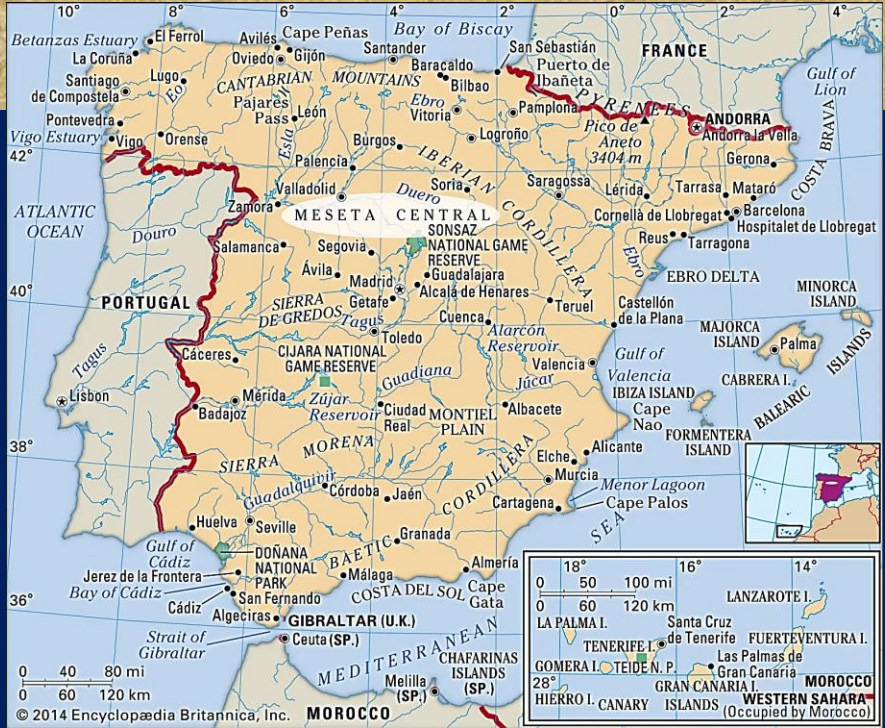 10°
8°
6°
4°
2°
0°
2°
Betanzas Estuary
El Ferrol
Avilés
Cape Peñas
Bay of Biscay
La Coruña
Oviedo
Gijón
Santander
San Sebastián
FRANCE
Baracaldo
Puerto de
Ibañeta
Gulf of
Lion
Santiago
de Compostela
Lugo
Eo
CANTABRIAN
MOUNTAINS
Bilbao
PYRENEES
Pajares
Pass
León
Ebro
Vitoria
Pamplona
ANDORRA
Andorra la Vella
Pontevedra
Vigo Estuary
Vigo
Orense
Esla
Burgos
Logroño
Pico de
Aneto
3404 m
Gerona
42°
Palencia
IBERIAN
CORDILLERA
COSTA BRAVA
Valladolid
Soria
Saragossa
Lérida
Tarrasa
Mataró
Zamora
Duero
Cornellà de Llobregat
Barcelona
Hospitalet de Llobregat
ATLANTIC
OCEAN
Douro
MESETA CENTRAL
Reus
Tarragona
Salamanca
Segovia
SONSAZ
NATIONAL GAME
RESERVE
Ebro
EBRO DELTA
Ávila
Guadalajara
Madrid
Alcalá de Henares
40°
PORTUGAL
SIERRA
DE GREDOS
Getafe
Teruel
Castellón
de la Plana
MINORCA
ISLAND
Tagus
Toledo
Cuenca
Alarcón
Reservoir
MAJORCA
ISLAND
Palma
Tagus
Cáceres
CIJARA NATIONAL
GAME RESERVE
Valencia
Gulf of
Valencia
CABRERA I.
BALEARIC
ISLANDS
Lisbon
Mérida
Badajoz
Zújar
Reservoir
Guadiana
Júcar
IBIZA ISLAND
Ciudad
Real
MONTIEL
PLAIN
Albacete
Cape
Nao
FORMENTERA
ISLAND
38°
SIERRA MORENA
Elche
Alicante
Murcia
Guadalquivir
Córdoba
Jaén
BAETIC
CORDILLERA
Cartagena
Menor Lagoon
Cape Palos
Huelva
Seville
Granada
Gulf of
Cádiz
DOÑANA
NATIONAL
PARK
Jerez de la Frontera
Málaga
Almería
Bay of Cádiz
COSTA DEL SOL
Cape
Gata
36°
Cádiz
San Fernando
Algeciras
GIBRALTAR (U.K.)
Strait of
Gibraltar
Ceuta (SP.)
MEDITERRANEAN
SEA
CHAFARINAS
ISLANDS
(SP.)
Melilla
(SP.)
MOROCCO
0 40 80 mi
0 60 120 km
© 2014 Encyclopædia Britannica, Inc.
18°
16°
14°
0 50 100 mi
0 60 120 km
LANZAROTE I.
LA PALMA I.
Santa Cruz
de Tenerife
TENERIFE I.
FUERTEVENTURA I.
GOMERA I.
TEIDE N. P.
Las Palmas de
Gran Canaria
28°
GRAN CANARIA I.
MOROCCO
HIERRO I.
CANARY ISLANDS
WESTERN SAHARA
(Occupied by Morocco)